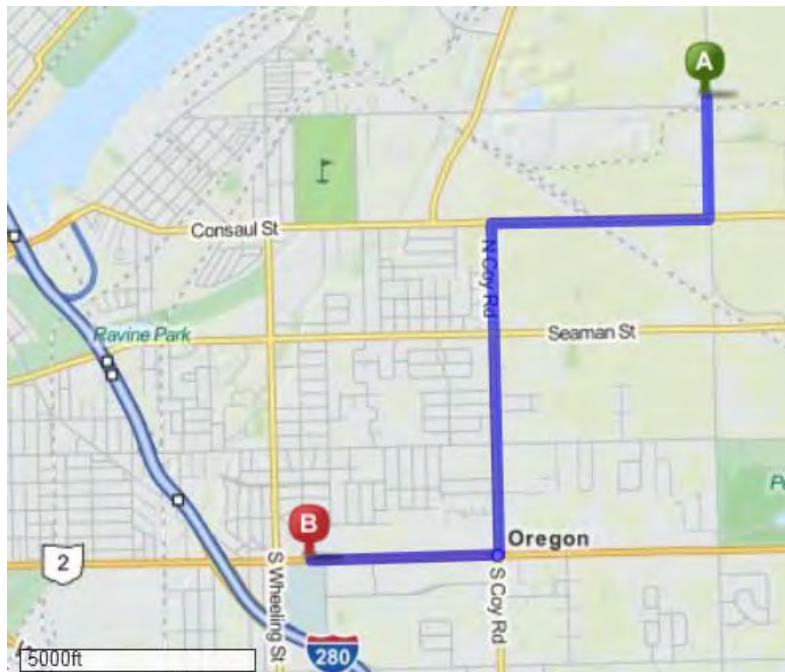 A
Consaul St
N Coy Rd
Seaman St
Ravine Park
B
Oregon
2
S Wheeling St
S Coy Rd
280
5000ft